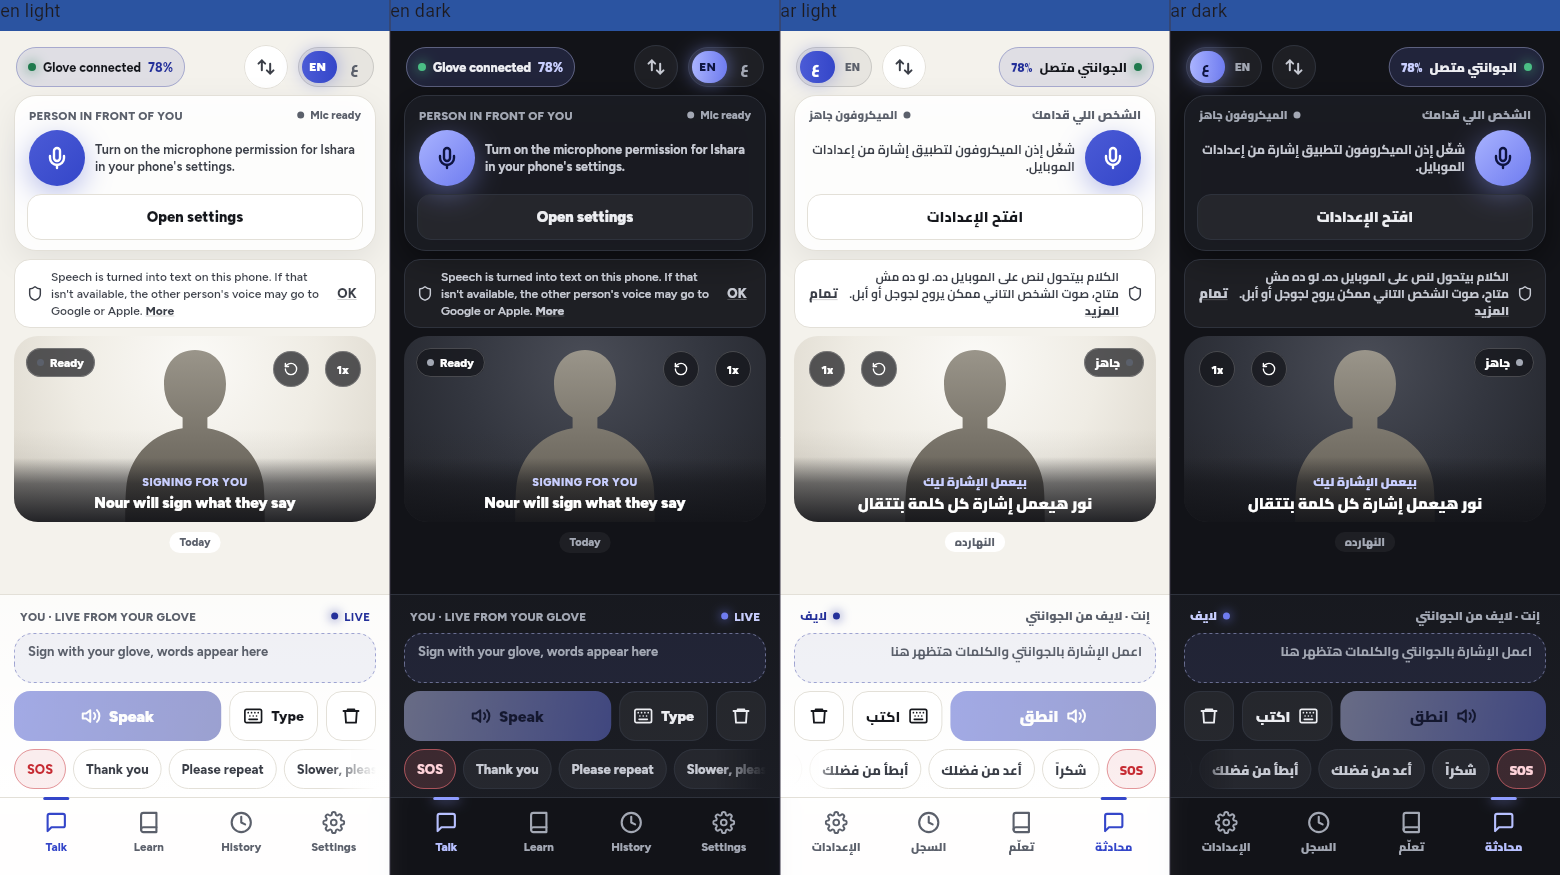 en light
Glove connected 78%
EN ع
PERSON IN FRONT OF YOU
Mic ready
Turn on the microphone permission for Ishara
in your phone's settings.
Open settings
Speech is turned into text on this phone. If that
isn't available, the other person's voice may go to
Google or Apple. More
OK
Ready
1x
SIGNING FOR YOU
Nour will sign what they say
Today
YOU · LIVE FROM YOUR GLOVE
LIVE
Sign with your glove, words appear here
Speak
Type
SOS
Thank you
Please repeat
Slower, pleas
Talk
Learn
History
Settings
en dark
Glove connected 78%
EN ع
PERSON IN FRONT OF YOU
Mic ready
Turn on the microphone permission for Ishara
in your phone's settings.
Open settings
Speech is turned into text on this phone. If that
isn't available, the other person's voice may go to
Google or Apple. More
OK
Ready
1x
SIGNING FOR YOU
Nour will sign what they say
Today
YOU · LIVE FROM YOUR GLOVE
LIVE
Sign with your glove, words appear here
Speak
Type
SOS
Thank you
Please repeat
Slower, plea
Talk
Learn
History
Settings
ar light
الجوانتي متصل 78%
EN ع
الشخص اللي قدامك
الميكروفون جاهز
شغّل إذن الميكروفون لتطبيق إشارة من إعدادات
الموبايل.
افتح الإعدادات
الكلام بيتحول لنص على الموبايل ده. لو ده مش
متاح، صوت الشخص التاني ممكن يروح لجوجل أو أبل.
المزيد
تمام
جاهز
1x
بيعمل الإشارة ليك
نور هيعمل إشارة كل كلمة بتتقال
النهارده
إنت · لايف من الجوانتي
لايف
اعمل الإشارة بالجوانتي والكلمات هتظهر هنا
انطق
اكتب
SOS
شكراً
أعد من فضلك
أبطأ من فضلك
محادثة
تعلّم
السجل
الإعدادات
ar dark
الجوانتي متصل 78%
EN ع
الشخص اللي قدامك
الميكروفون جاهز
شغّل إذن الميكروفون لتطبيق إشارة من إعدادات
الموبايل.
افتح الإعدادات
الكلام بيتحول لنص على الموبايل ده. لو ده مش
متاح، صوت الشخص التاني ممكن يروح لجوجل أو أبل.
المزيد
تمام
جاهز
1x
بيعمل الإشارة ليك
نور هيعمل إشارة كل كلمة بتتقال
النهارده
إنت · لايف من الجوانتي
لايف
اعمل الإشارة بالجوانتي والكلمات هتظهر هنا
انطق
اكتب
SOS
شكراً
أعد من فضلك
أبطأ من فضلك
محادثة
تعلّم
السجل
الإعدادات